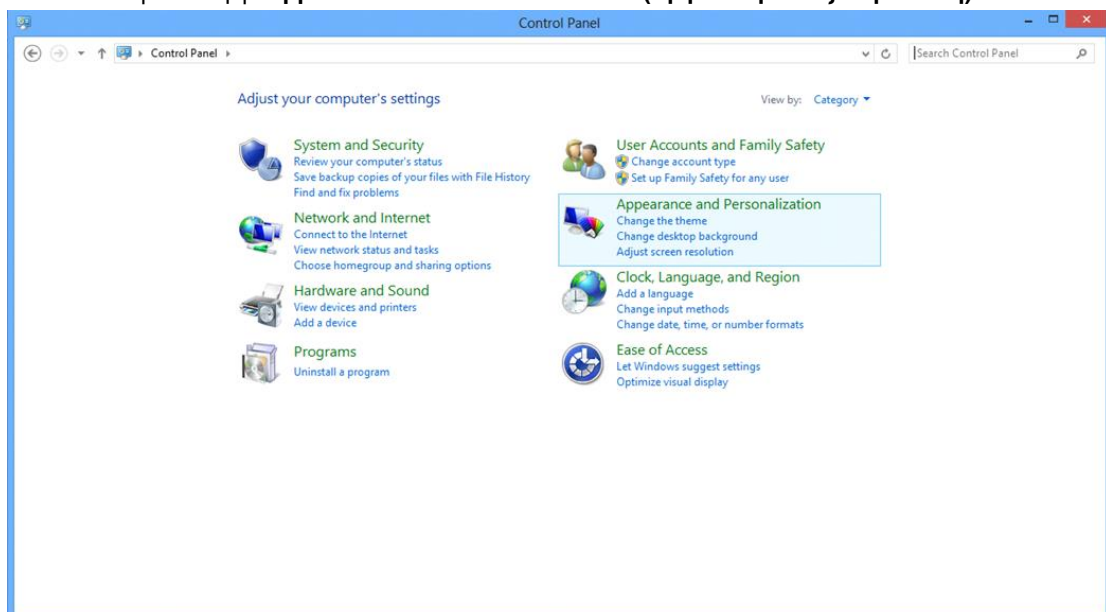 Control Panel
Control Panel
Search Control Panel
Adjust your computer's settings
View by: Category
System and Security
Review your computer's status
Save backup copies of your files with File History
Find and fix problems
Network and Internet
Connect to the Internet
View network status and tasks
Choose homegroup and sharing options
Hardware and Sound
View devices and printers
Add a device
Programs
Uninstall a program
User Accounts and Family Safety
Change account type
Set up Family Safety for any user
Appearance and Personalization
Change the theme
Change desktop background
Adjust screen resolution
Clock, Language, and Region
Add a language
Change input methods
Change date, time, or number formats
Ease of Access
Let Windows suggest settings
Optimize visual display